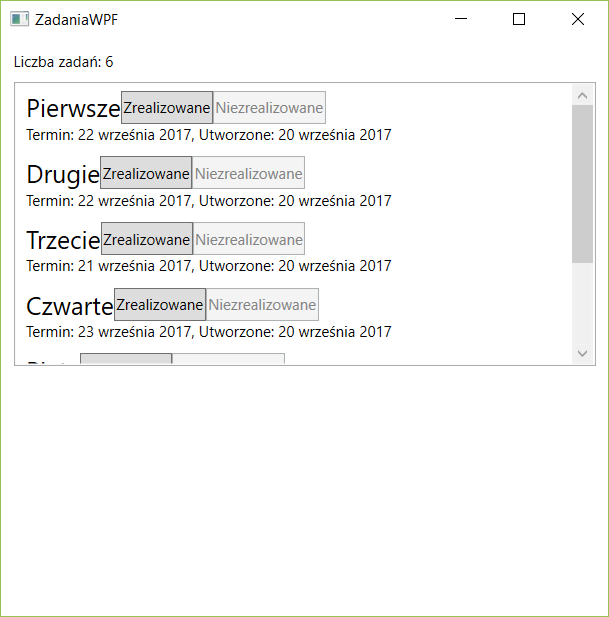 ZadaniaWPF
Liczba zadań: 6
Pierwsze Zrealizowane Niezrealizowane
Termin: 22 września 2017, Utworzone: 20 września 2017
Drugie Zrealizowane Niezrealizowane
Termin: 22 września 2017, Utworzone: 20 września 2017
Trzecie Zrealizowane Niezrealizowane
Termin: 21 września 2017, Utworzone: 20 września 2017
Czwarte Zrealizowane Niezrealizowane
Termin: 23 września 2017, Utworzone: 20 września 2017